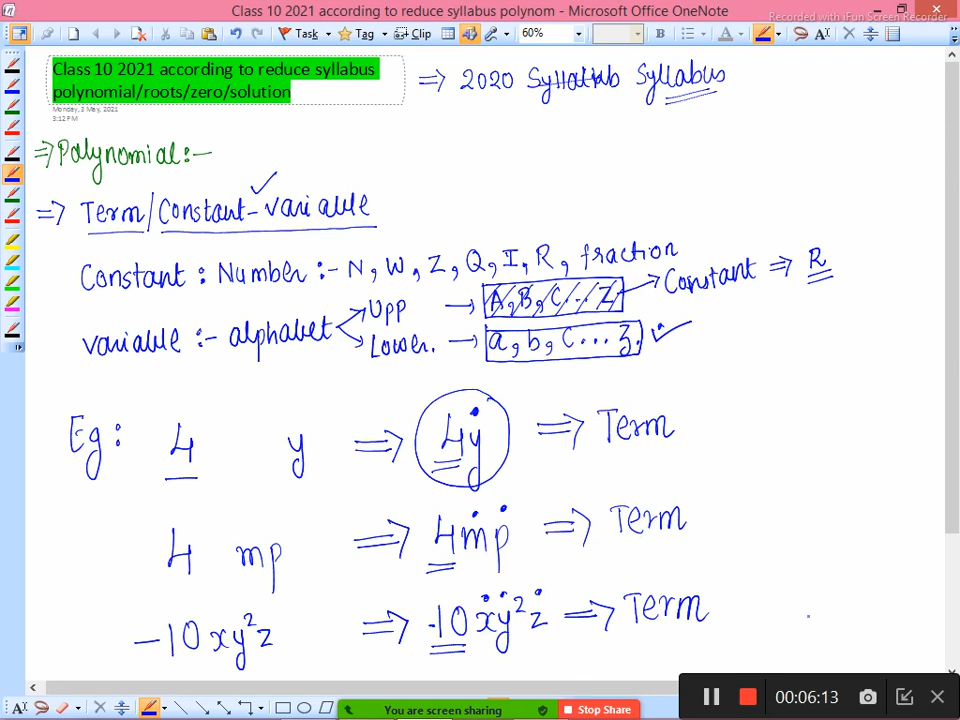 Class 10 2021 according to reduce syllabus polynom - Microsoft Office OneNote
Recorded with iFun Screen Recorder
Task Tag Clip 60% B A
Class 10 2021 according to reduce syllabus
polynomial/roots/zero/solution
Monday, 3 May, 2021
3:12 PM
⇒ 2020 Syllabus
⇒ Polynomial :-
⇒ Term/Constant-variable
Constant : Number :- N, W, Z, Q, I, R, fraction
variable :- alphabet Upp → A, B, C... Z → Constant ⇒ R
Lower. → a, b, c... z.
Eg: 4 y ⇒ 4y ⇒ Term
4 mp ⇒ 4mp ⇒ Term
-10xy²z ⇒ -10xy²z ⇒ Term
00:06:13
You are screen sharing Stop Share